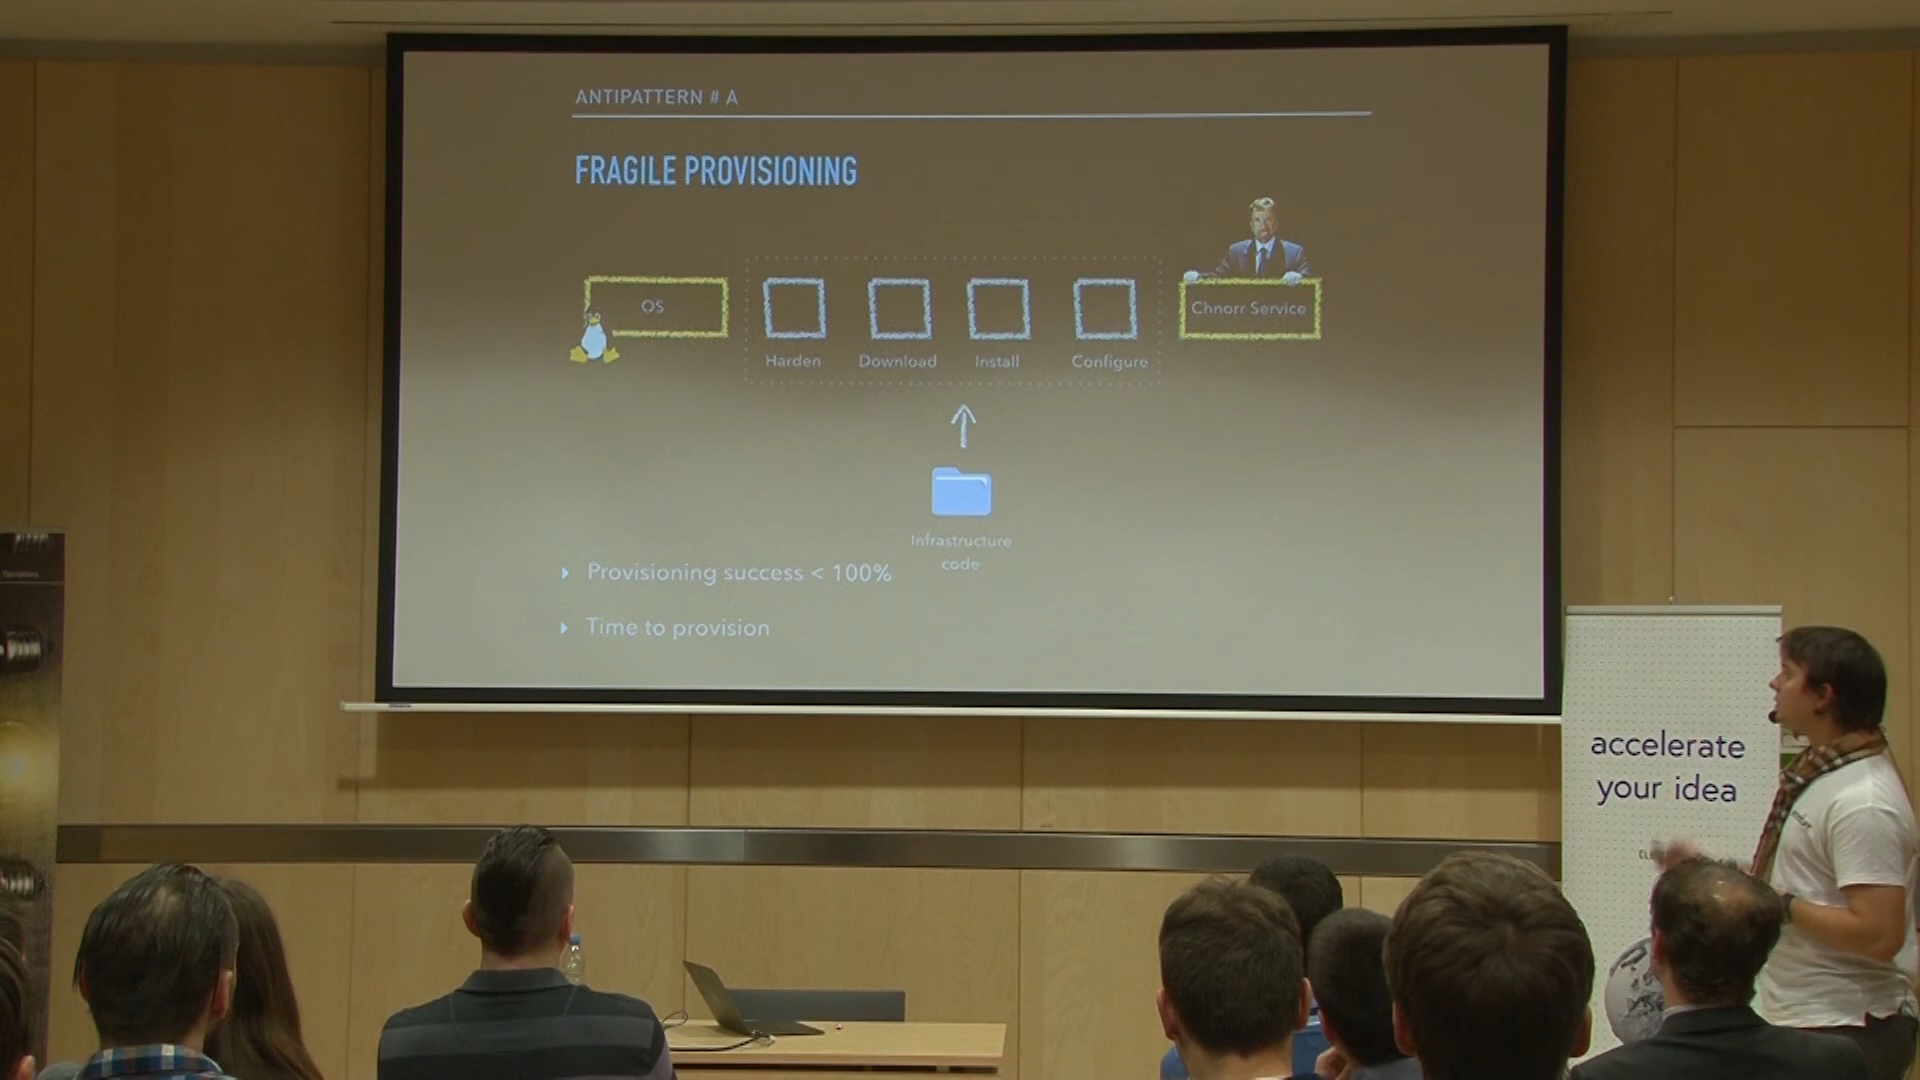 ANTIPATTERN # A
FRAGILE PROVISIONING
OS
Chnorr Service
Harden
Download
Install
Configure
Infrastructure
code
Provisioning success < 100%
Time to provision
Operations
accelerate
your idea